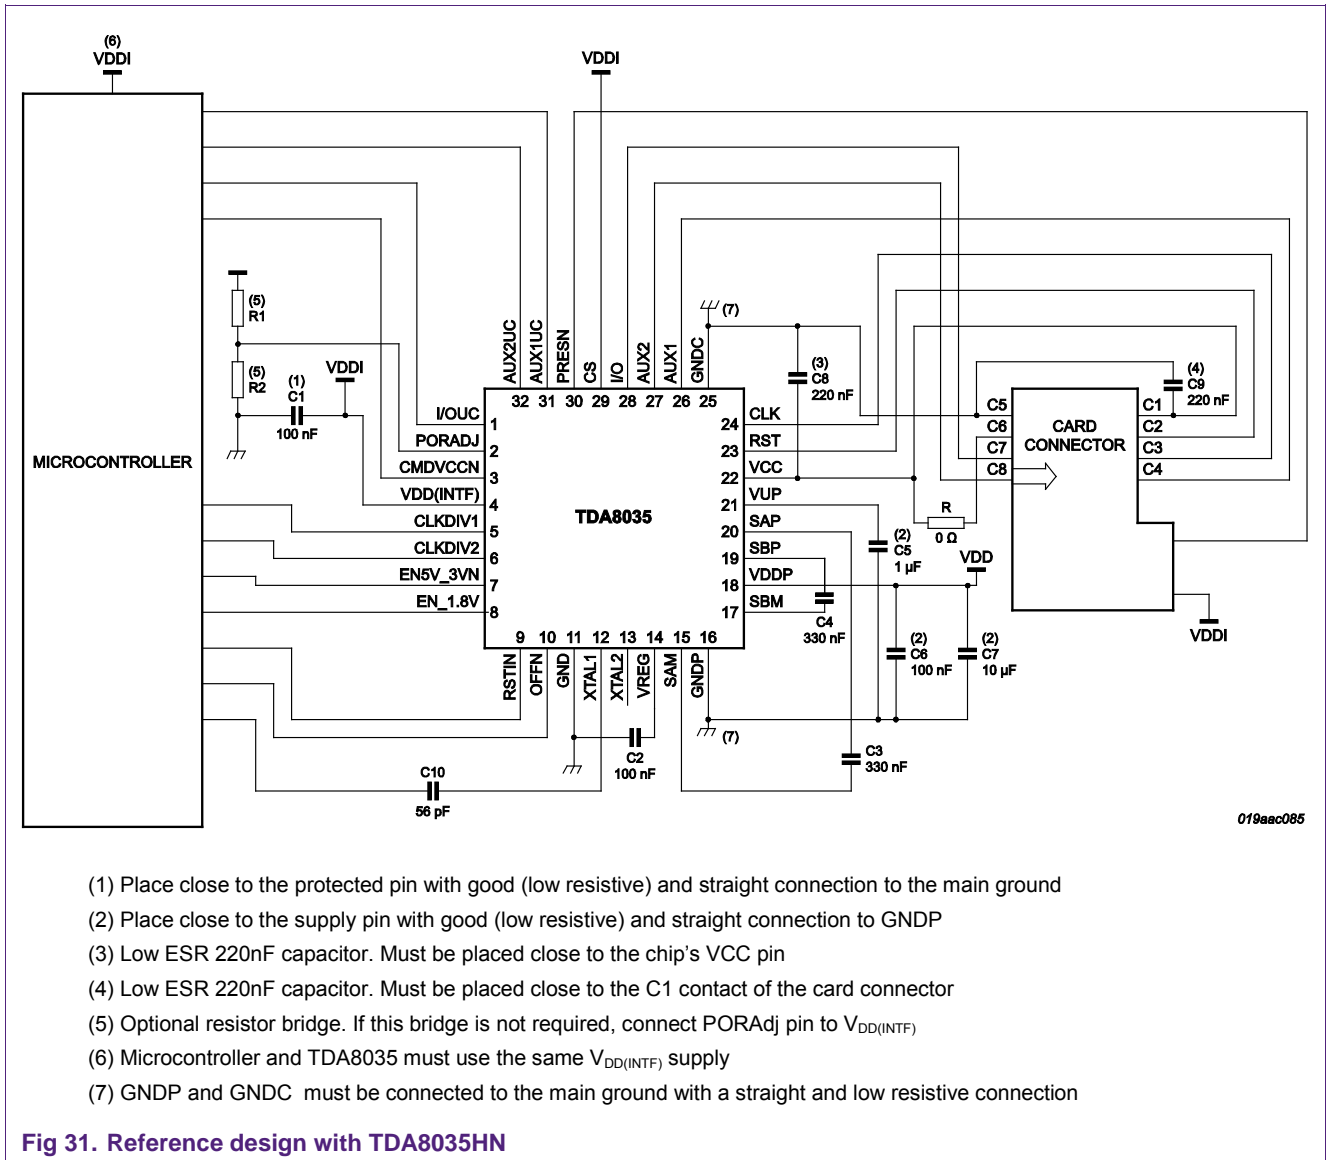 (6)
VDDI
VDDI
(5)
R1
(5)
R2
(1)
C1
100 nF
VDDI
MICROCONTROLLER
AUX2UC
AUX1UC
PRESN
CS
I/O
AUX2
AUX1
GNDC
32 31 30 29 28 27 26 25
(7)
(3)
C8
220 nF
(4)
C9
220 nF
I/OUC
1
PORADJ
2
CMDVCCN
3
VDD(INTF)
4
CLKDIV1
5
CLKDIV2
6
EN5V_3VN
7
EN_1.8V
8
TDA8035
24
CLK
23
RST
22
VCC
21
VUP
20
SAP
19
SBP
18
VDDP
17
SBM
9 10 11 12 13 14 15 16
RSTIN
OFFN
GND
XTAL1
XTAL2
VREG
SAM
GNDP
C5
C6
C7
C8
CARD
CONNECTOR
C1
C2
C3
C4
R
0 Ω
(2)
C5
1 µF
VDD
C4
330 nF
(2)
C6
100 nF
(2)
C7
10 µF
VDDI
(7)
C2
100 nF
C3
330 nF
C10
56 pF
019aac085
(1) Place close to the protected pin with good (low resistive) and straight connection to the main ground
(2) Place close to the supply pin with good (low resistive) and straight connection to GNDP
(3) Low ESR 220nF capacitor. Must be placed close to the chip's VCC pin
(4) Low ESR 220nF capacitor. Must be placed close to the C1 contact of the card connector
(5) Optional resistor bridge. If this bridge is not required, connect PORAdj pin to VDD(INTF)
(6) Microcontroller and TDA8035 must use the same VDD(INTF) supply
(7) GNDP and GNDC must be connected to the main ground with a straight and low resistive connection
Fig 31. Reference design with TDA8035HN